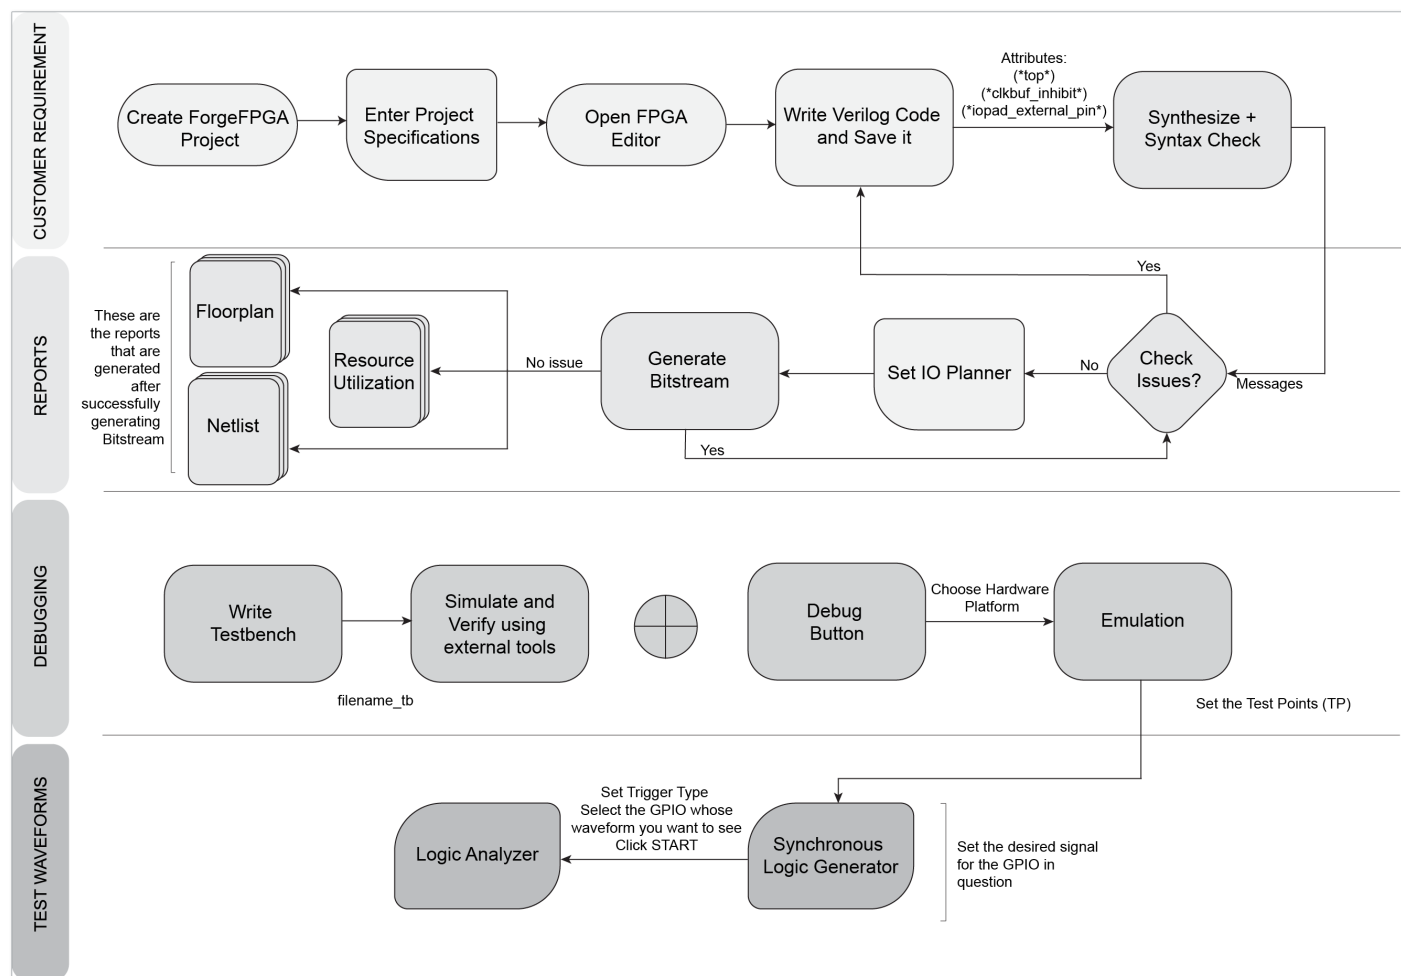 CUSTOMER REQUIREMENT
Create ForgeFPGA
Project
Enter Project
Specifications
Open FPGA
Editor
Write Verilog Code
and Save it
Attributes:
(*top*)
(*clkbuf_inhibit*)
(*iopad_external_pin*)
Synthesize +
Syntax Check
REPORTS
These are
the reports
that are
generated
after
successfully
generating
Bitstream
Floorplan
Netlist
Resource
Utilization
No issue
Generate
Bitstream
Yes
Set IO Planner
No
Check
Issues?
Yes
Messages
DEBUGGING
Write
Testbench
filename_tb
Simulate and
Verify using
external tools
Debug
Button
Choose Hardware
Platform
Emulation
Set the Test Points (TP)
TEST WAVEFORMS
Logic Analyzer
Set Trigger Type
Select the GPIO whose
waveform you want to see
Click START
Synchronous
Logic Generator
Set the desired signal
for the GPIO in
question